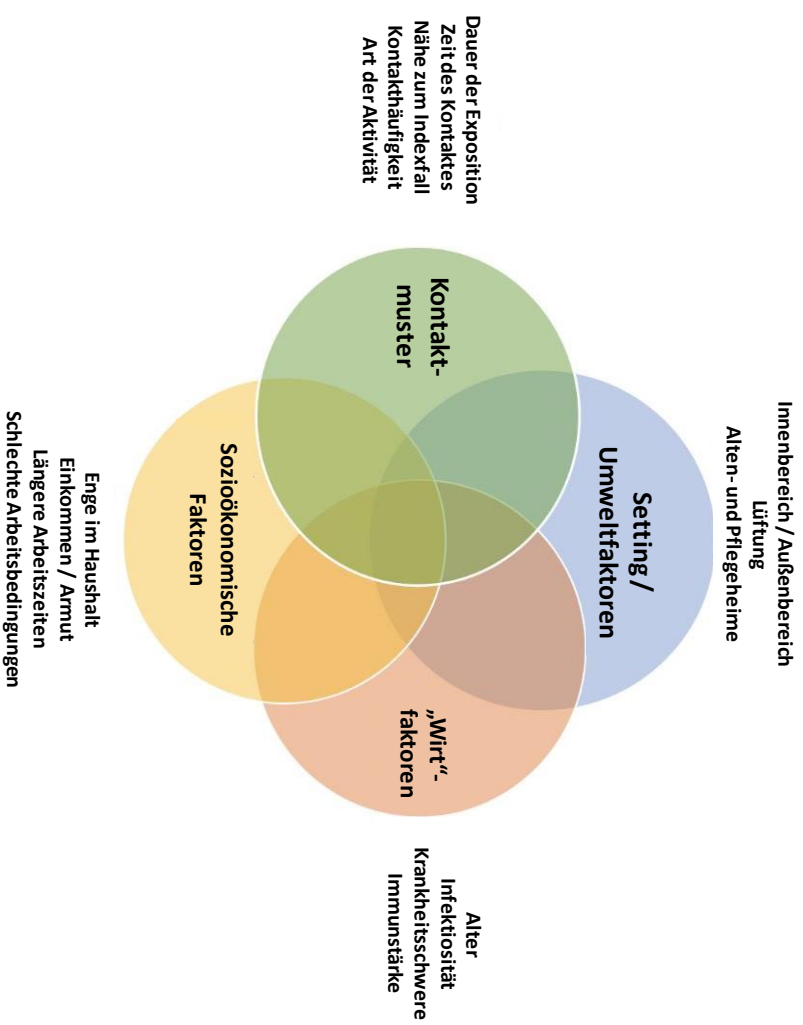 Innenbereich / Außenbereich
Lüftung
Alten- und Pflegeheime
Setting /
Umweltfaktoren
Dauer der Exposition
Zeit des Kontaktes
Nähe zum Indexfall
Kontakthäufigkeit
Art der Aktivität
Kontakt-
muster
„Wirt“-
faktoren
Alter
Infektiosität
Krankheitsschwere
Immunstärke
Sozioökonomische
Faktoren
Enge im Haushalt
Einkommen / Armut
Längere Arbeitszeiten
Schlechte Arbeitsbedingungen